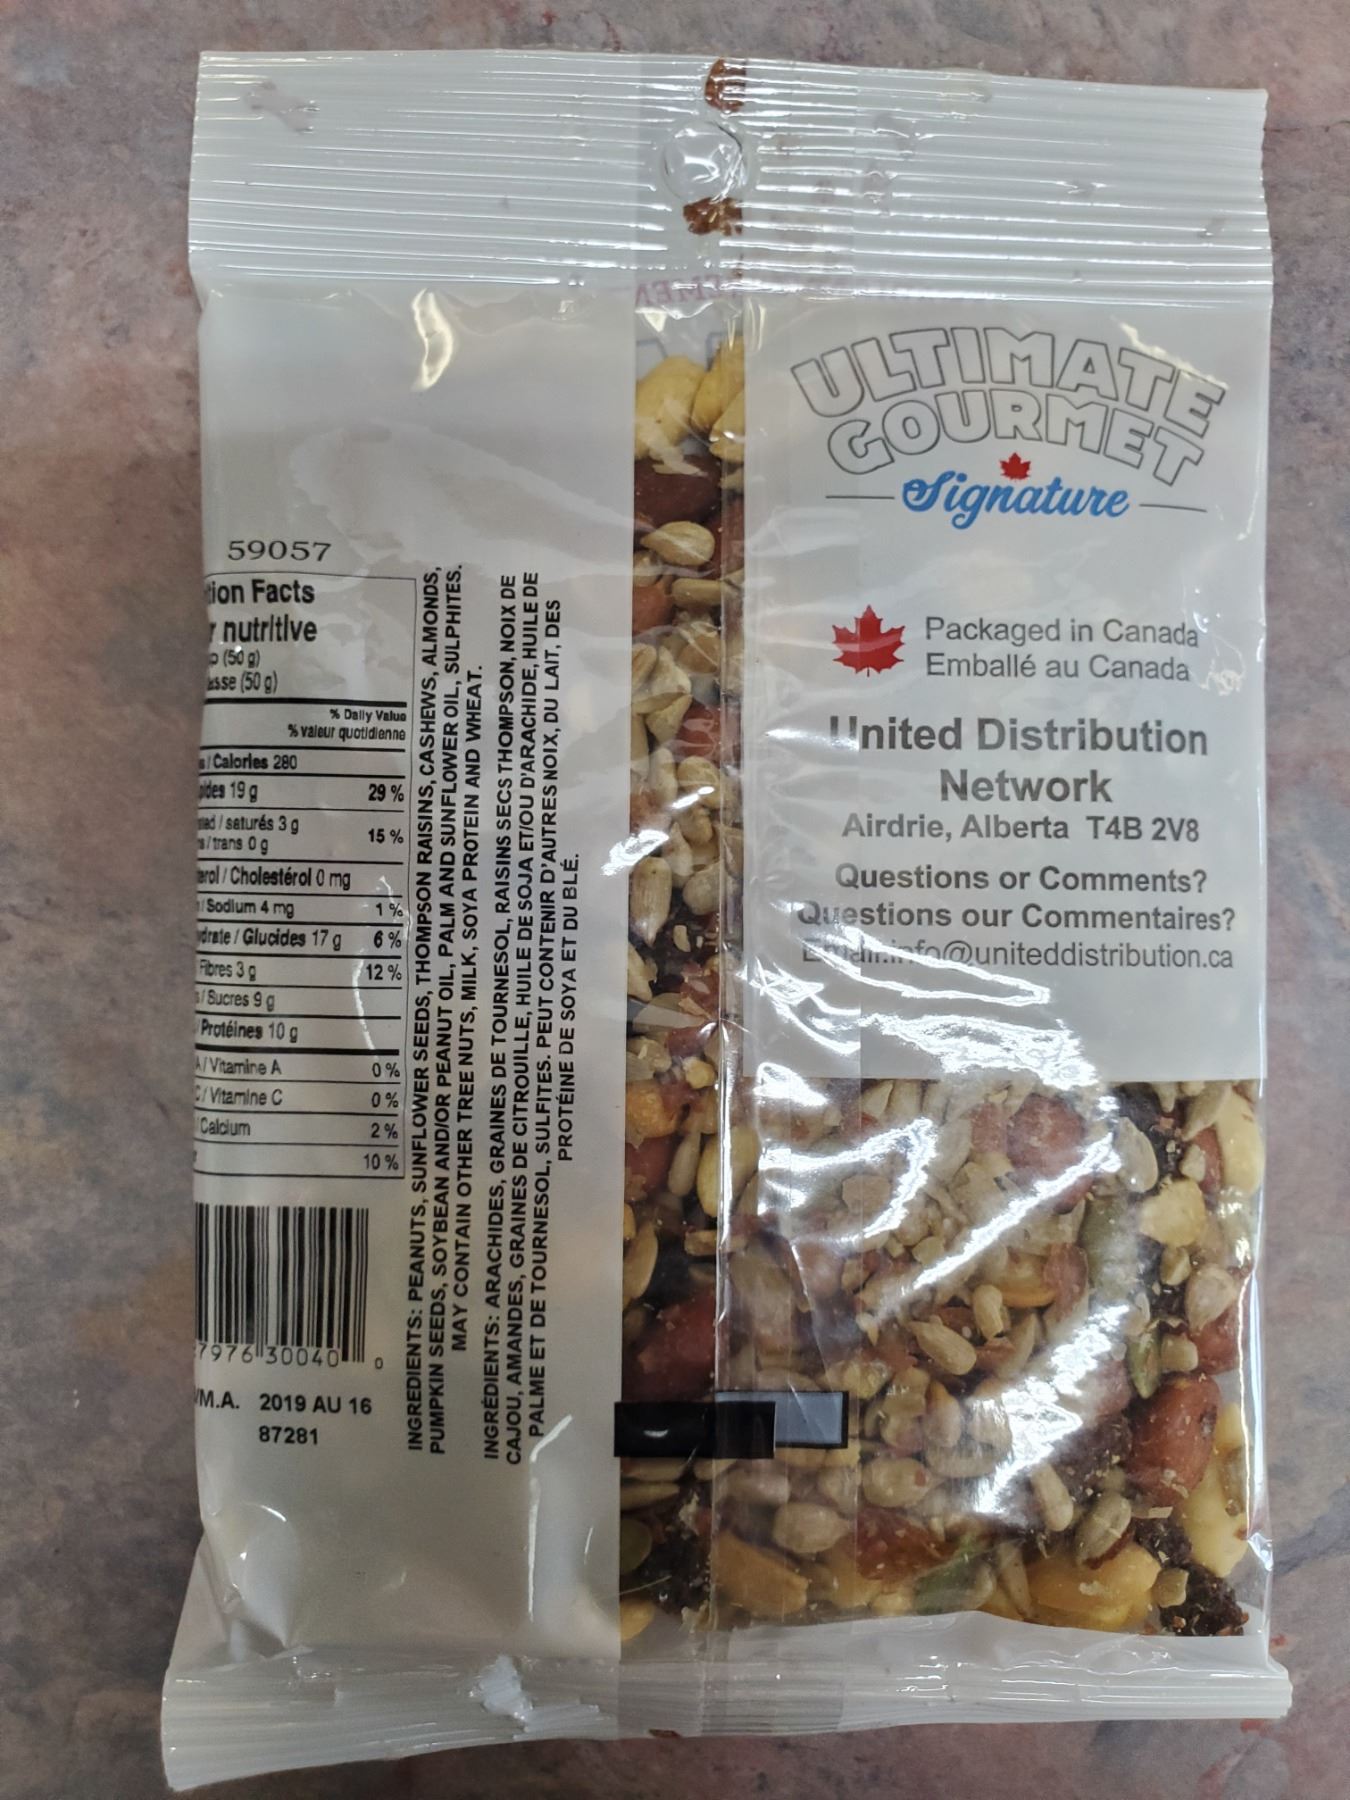 ULTIMATE
GOURMET
Signature
Packaged in Canada
Emballé au Canada
United Distribution
Network
Airdrie, Alberta T4B 2V8
Questions or Comments?
Questions our Commentaires?
Email:info@uniteddistribution.ca
59057
tion Facts
r nutritive
(50 g)
sse (50 g)
% Daily Value
% valeur quotidienne
/ Calories 280
ides 19 g 29 %
/ saturés 3 g
/ trans 0 g 15 %
erol / Cholestérol 0 mg
/ Sodium 4 mg 1 %
ydrate / Glucides 17 g 6 %
Fibres 3 g 12 %
/ Sucres 9 g
/ Protéines 10 g
A / Vitamine A 0 %
C / Vitamine C 0 %
Calcium 2 %
10 %
7976 30040 0
/M.A. 2019 AU 16
87281
INGREDIENTS: PEANUTS, SUNFLOWER SEEDS, THOMPSON RAISINS, CASHEWS, ALMONDS,
PUMPKIN SEEDS, SOYBEAN AND/OR PEANUT OIL, PALM AND SUNFLOWER OIL, SULPHITES.
MAY CONTAIN OTHER TREE NUTS, MILK, SOYA PROTEIN AND WHEAT.
INGRÉDIENTS: ARACHIDES, GRAINES DE TOURNESOL, RAISINS SECS THOMPSON, NOIX DE
CAJOU, AMANDES, GRAINES DE CITROUILLE, HUILE DE SOJA ET/OU D'ARACHIDE, HUILE DE
PALME ET DE TOURNESOL, SULFITES. PEUT CONTENIR D'AUTRES NOIX, DU LAIT, DES
PROTÉINE DE SOYA ET DU BLÉ.